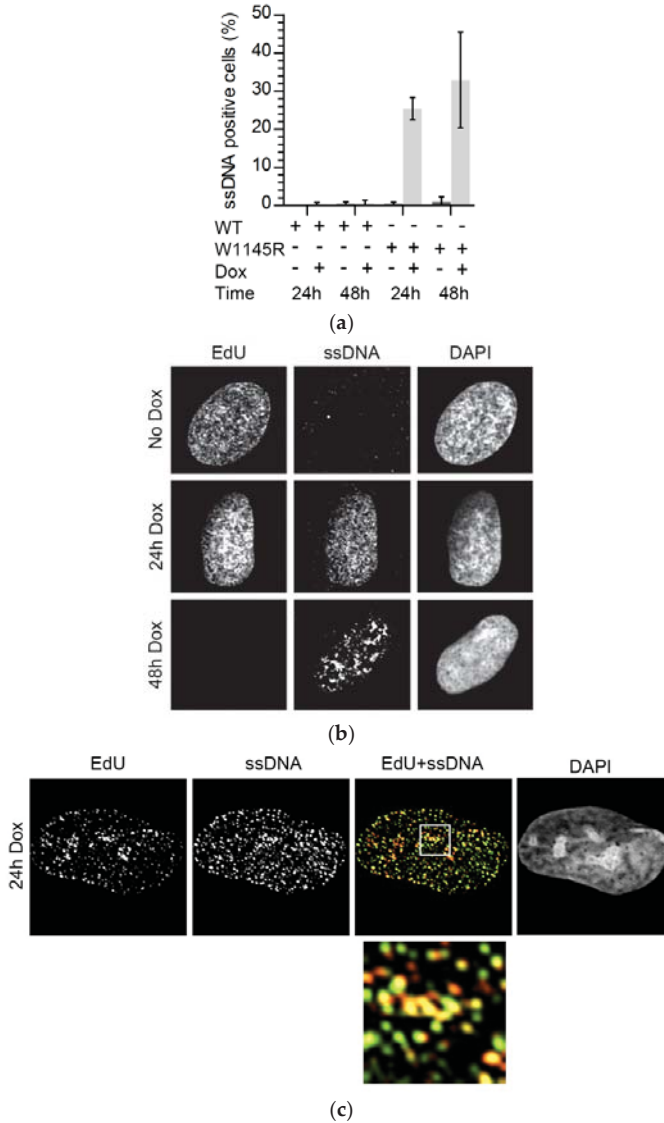 50
40
30
20
10
0
ssDNA positive cells (%)
WT + + + + - - - -
W1145R - - - - + + + +
Dox - + - + - + - +
Time 24h 48h 24h 48h
(a)
EdU ssDNA DAPI
No Dox
24h Dox
48h Dox
(b)
EdU ssDNA EdU+ssDNA DAPI
24h Dox
(c)